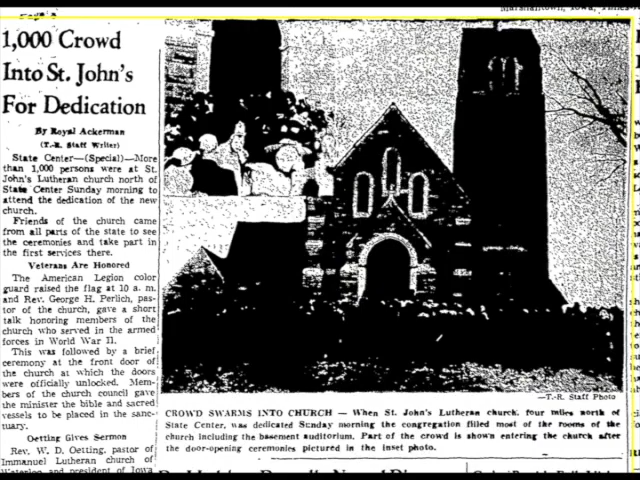 Marshalltown, Iowa, Times-
1,000 Crowd
Into St. John's
For Dedication
By Royal Ackerman
(T.-R. Staff Writer)
State Center—(Special)—More
than 1,000 persons were at St.
John's Lutheran church north of
State Center Sunday morning to
attend the dedication of the new
church.
Friends of the church came
from all parts of the state to see
the ceremonies and take part in
the first services there.
Veterans Are Honored
The American Legion color
guard raised the flag at 10 a. m.
and Rev. George H. Perlich, pas-
tor of the church, gave a short
talk honoring members of the
church who served in the armed
forces in World War II.
This was followed by a brief
ceremony at the front door of
the church at which the doors
were officially unlocked. Mem-
bers of the church council gave
the minister the bible and sacred
vessels to be placed in the sanc-
tuary.
Oetting Gives Sermon
Rev. W. D. Oetting, pastor of
Immanuel Lutheran church of
and president of Iowa
—T.-R. Staff Photo
CROWD SWARMS INTO CHURCH — When St. John's Lutheran church, four miles north of
State Center, was dedicated Sunday morning the congregation filled most of the rooms of the
church including the basement auditorium. Part of the crowd is shown entering the church after
the door-opening ceremonies pictured in the inset photo.